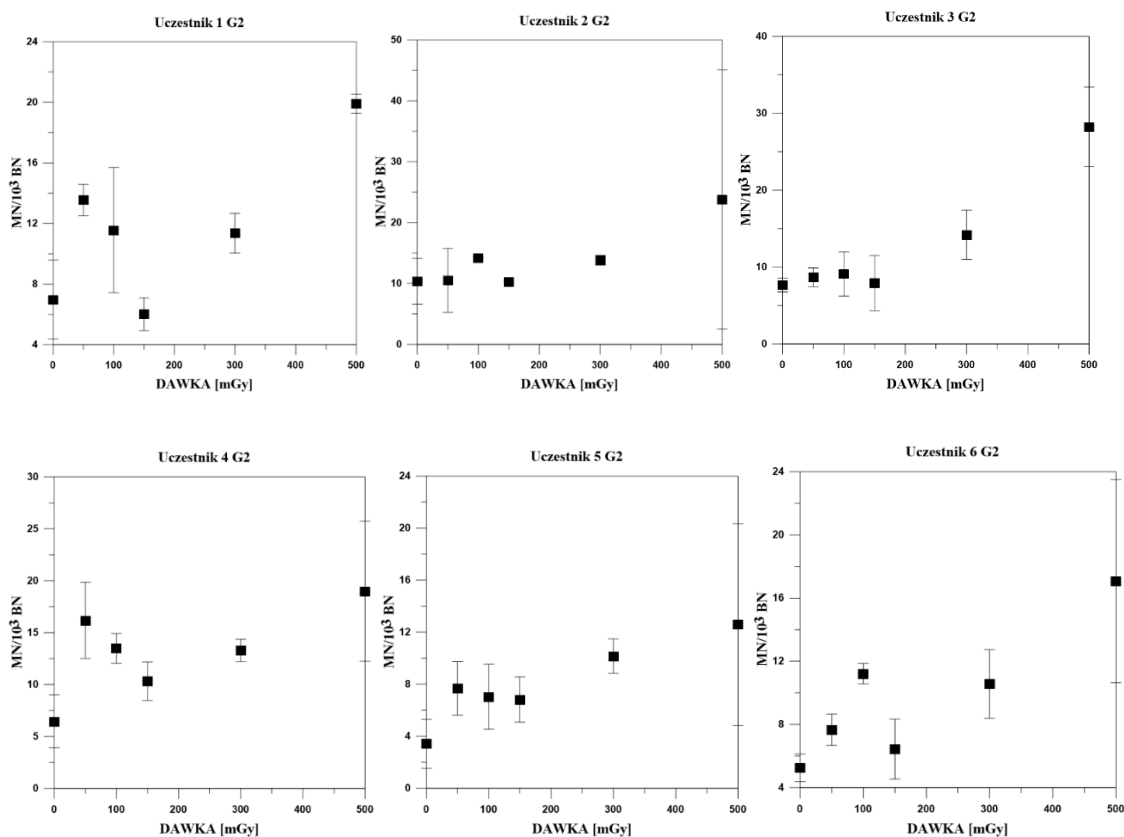 Uczestnik 1 G2
24
20
16
12
8
4
MN/10³ BN
0 100 200 300 400 500
DAWKA [mGy]
Uczestnik 2 G2
50
40
30
20
10
0
MN/10³ BN
0 100 200 300 400 500
DAWKA [mGy]
Uczestnik 3 G2
40
30
20
10
0
MN/10³ BN
0 100 200 300 400 500
DAWKA [mGy]
Uczestnik 4 G2
30
25
20
15
10
5
0
MN/10³ BN
0 100 200 300 400 500
DAWKA [mGy]
Uczestnik 5 G2
24
20
16
12
8
4
0
MN/10³ BN
0 100 200 300 400 500
DAWKA [mGy]
Uczestnik 6 G2
24
20
16
12
8
4
MN/10³ BN
0 100 200 300 400 500
DAWKA [mGy]